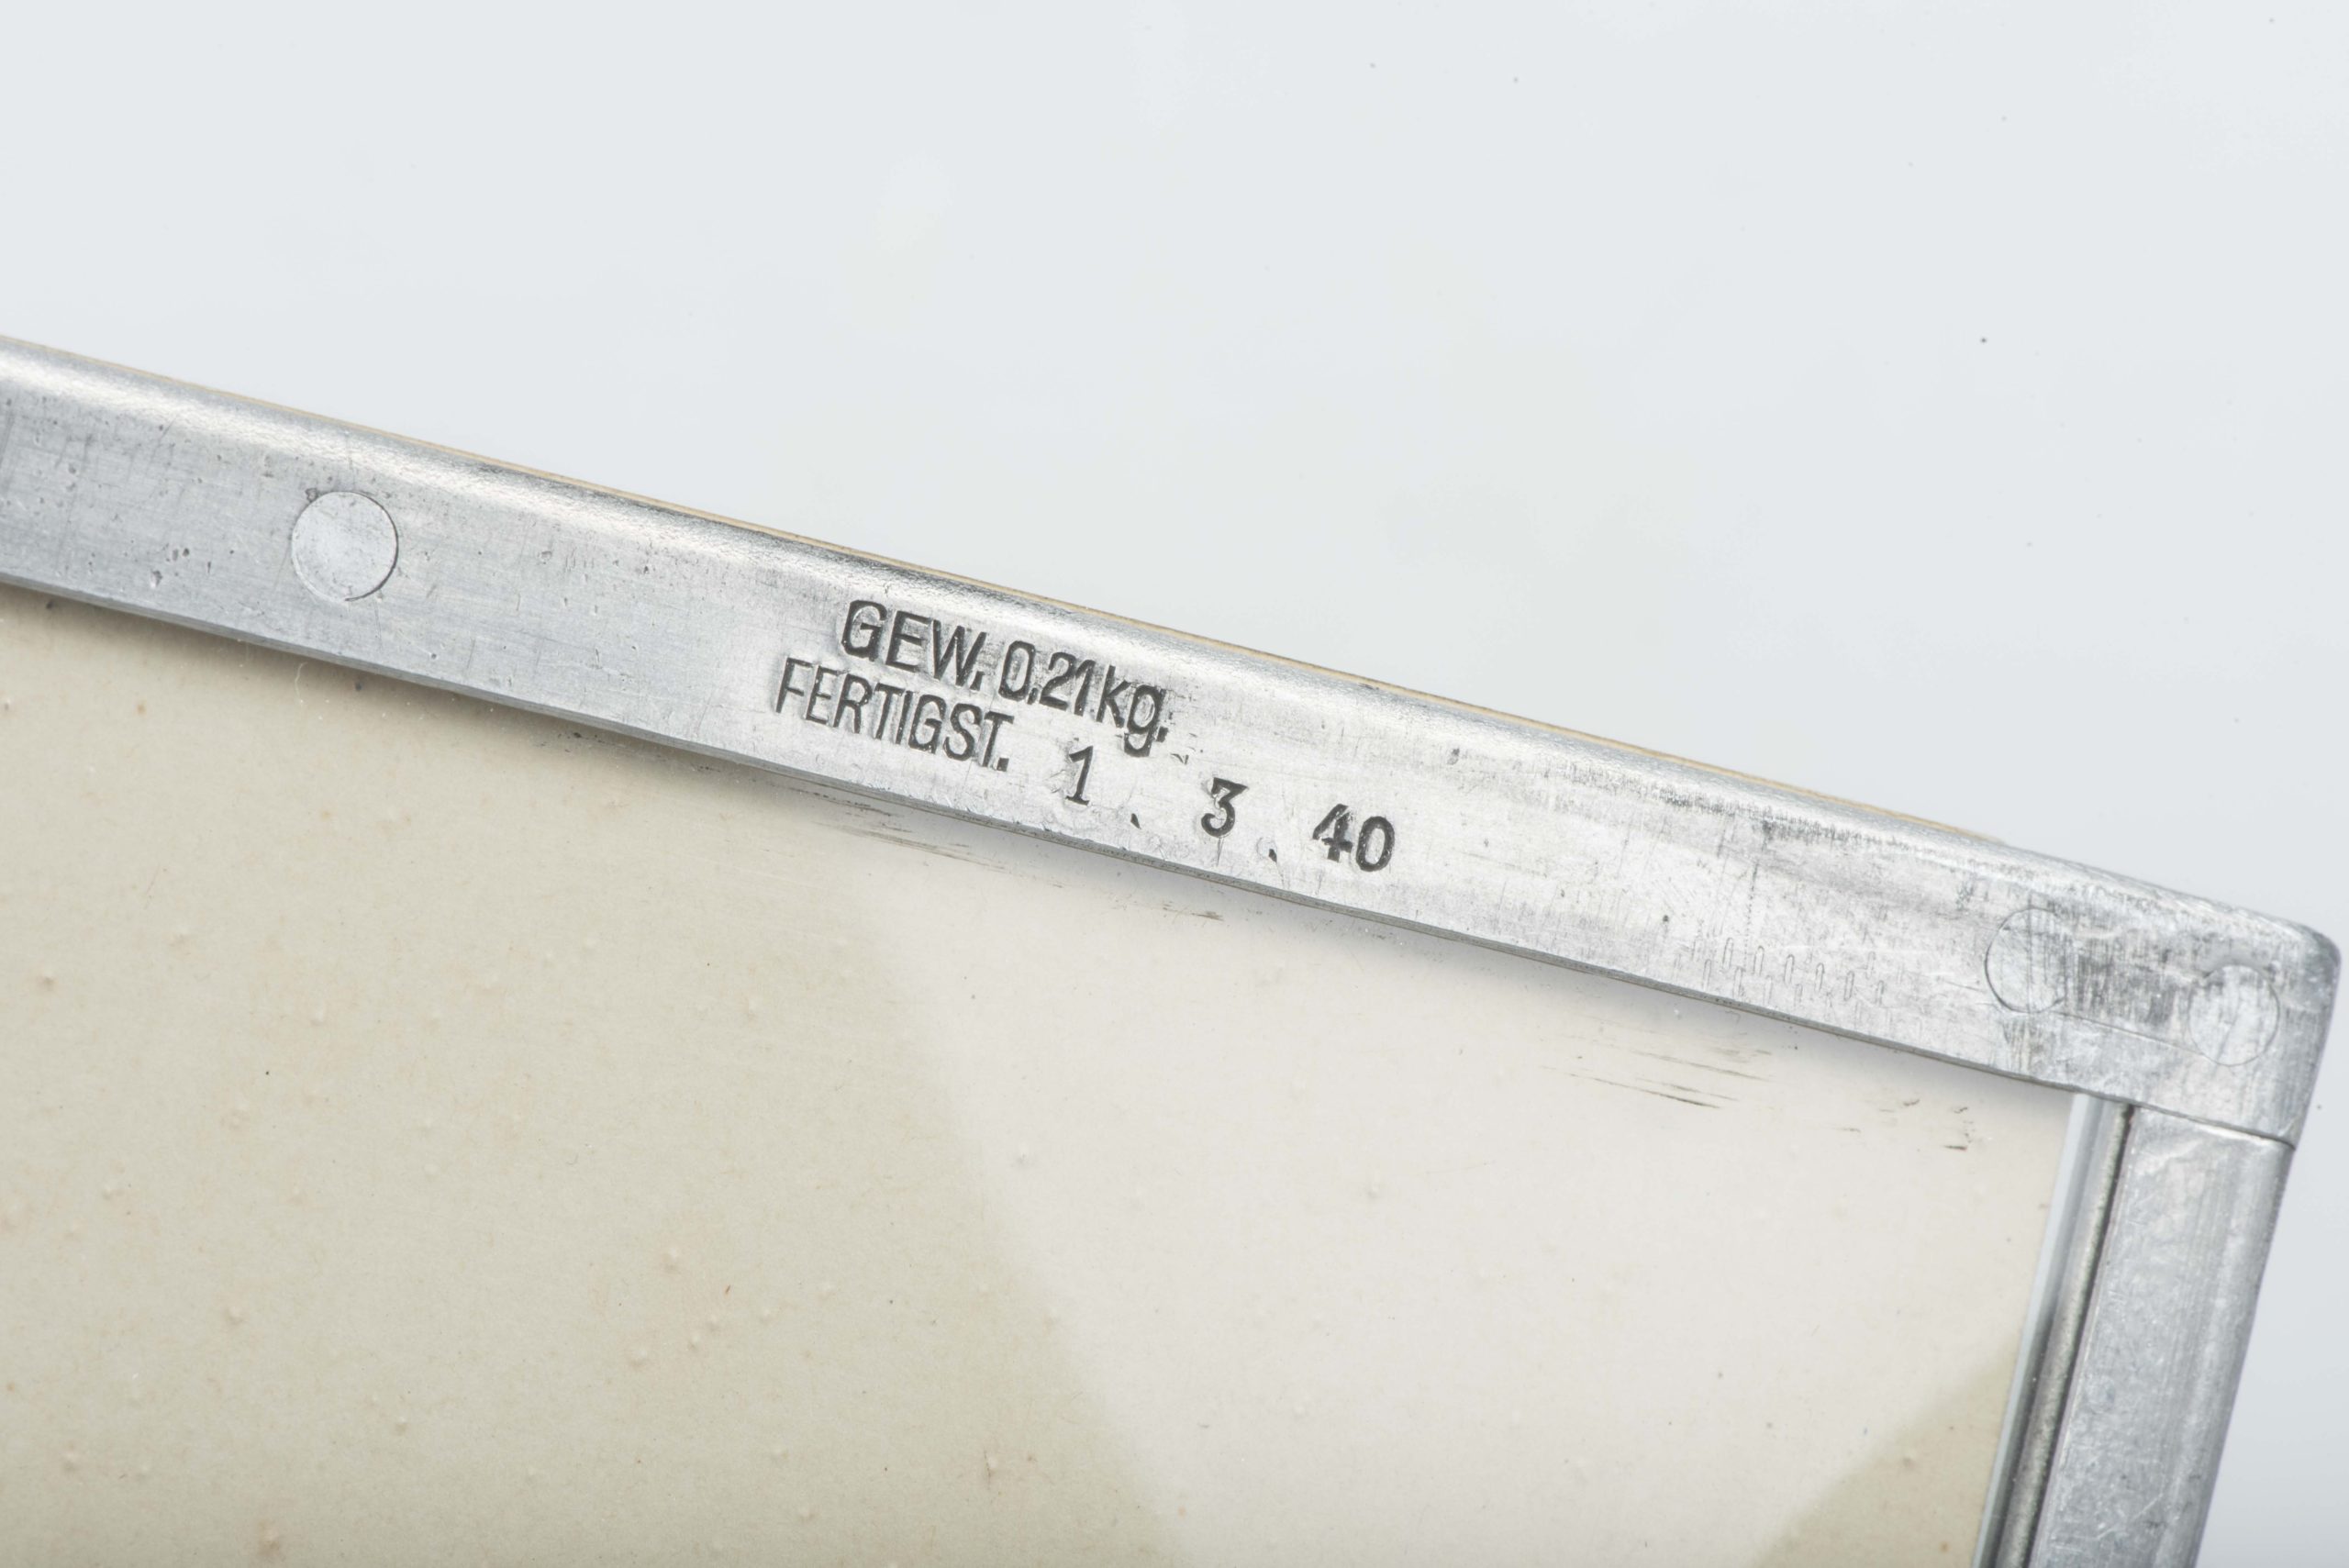 GEW. 0,21 kg.
FERTIGST. 1 . 3 . 40